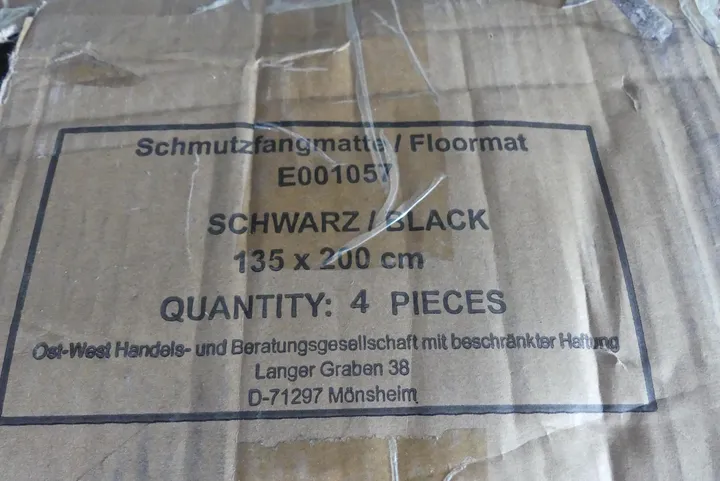 Schmutzfangmatte / Floormat
E001057
SCHWARZ / BLACK
135 x 200 cm
QUANTITY: 4 PIECES
Ost-West Handels- und Beratungsgesellschaft mit beschränkter Haftung
Langer Graben 38
D-71297 Mönsheim